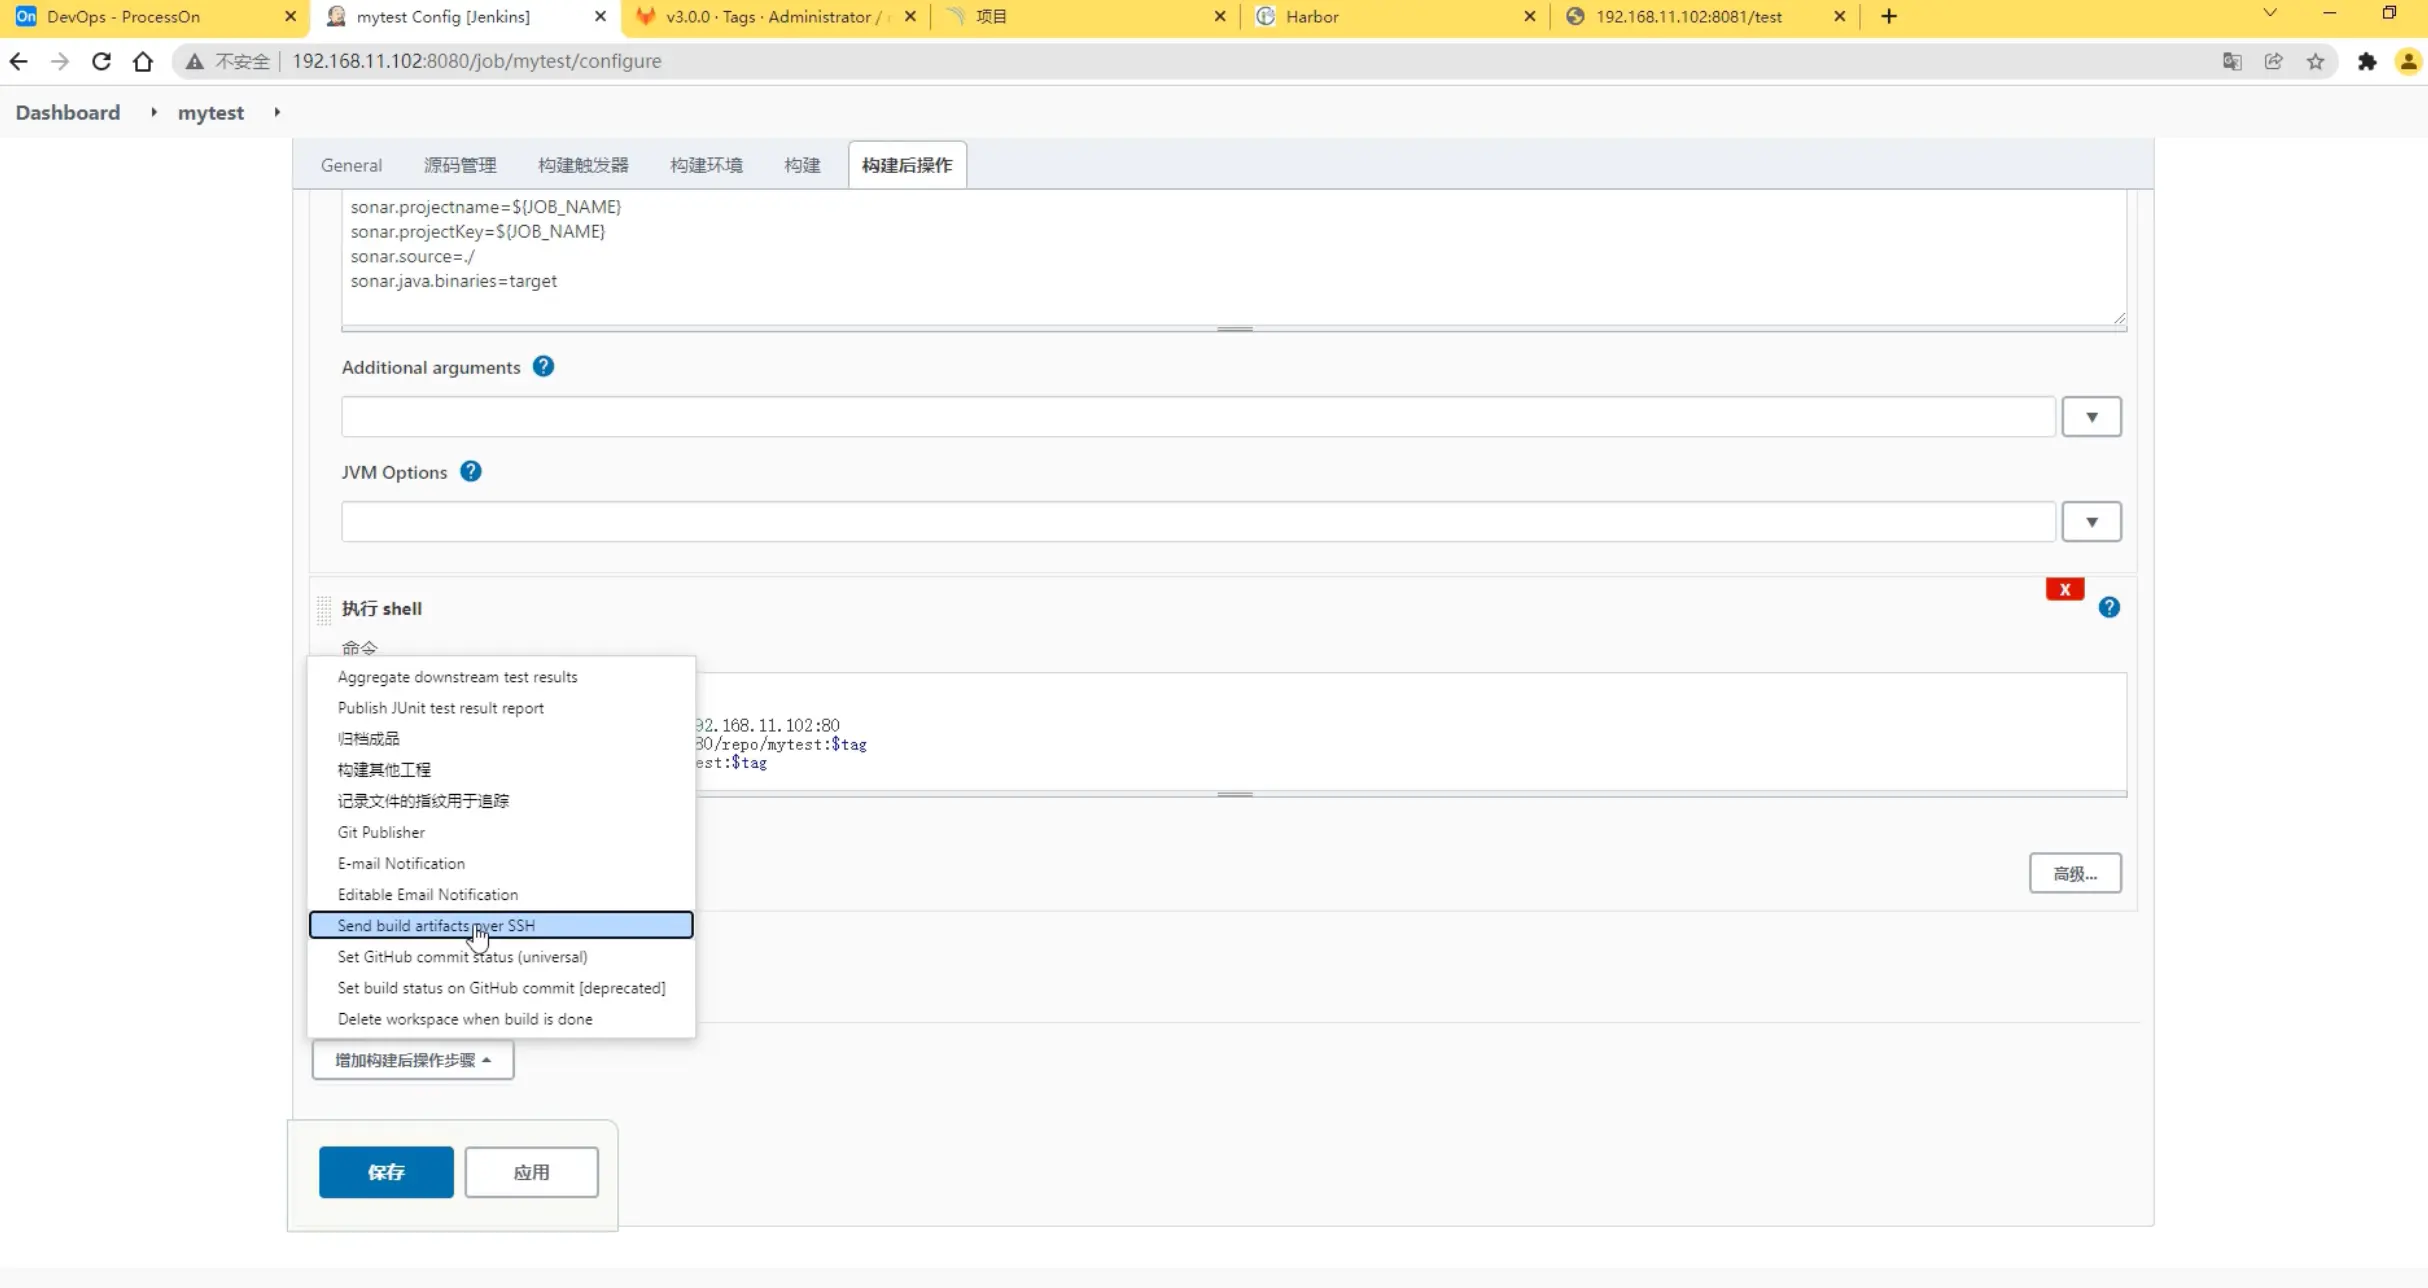 DevOps - ProcessOn
mytest Config [Jenkins]
v3.0.0 · Tags · Administrator /
项目
Harbor
192.168.11.102:8081/test
不安全
192.168.11.102:8080/job/mytest/configure
Dashboard
mytest
General
源码管理
构建触发器
构建环境
构建
构建后操作
sonar.projectname=${JOB_NAME}
sonar.projectKey=${JOB_NAME}
sonar.source=./
sonar.java.binaries=target
Additional arguments ?
▼
JVM Options ?
▼
X
执行 shell
?
命令
Aggregate downstream test results
Publish JUnit test result report
92.168.11.102:80
归档成品
80/repo/mytest:$tag
est:$tag
构建其他工程
记录文件的指纹用于追踪
Git Publisher
E-mail Notification
高级...
Editable Email Notification
Send build artifacts over SSH
Set GitHub commit status (universal)
Set build status on GitHub commit [deprecated]
Delete workspace when build is done
增加构建后操作步骤
保存
应用